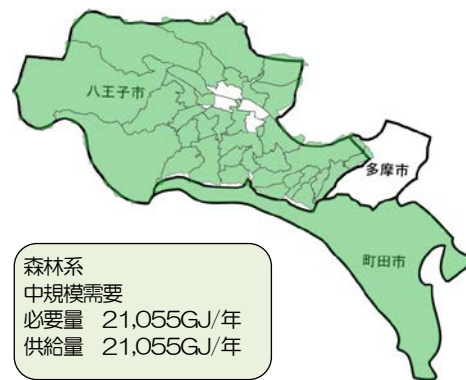 八王子市
多摩市
町田市
森林系
中規模需要
必要量　21,055GJ/年
供給量　21,055GJ/年